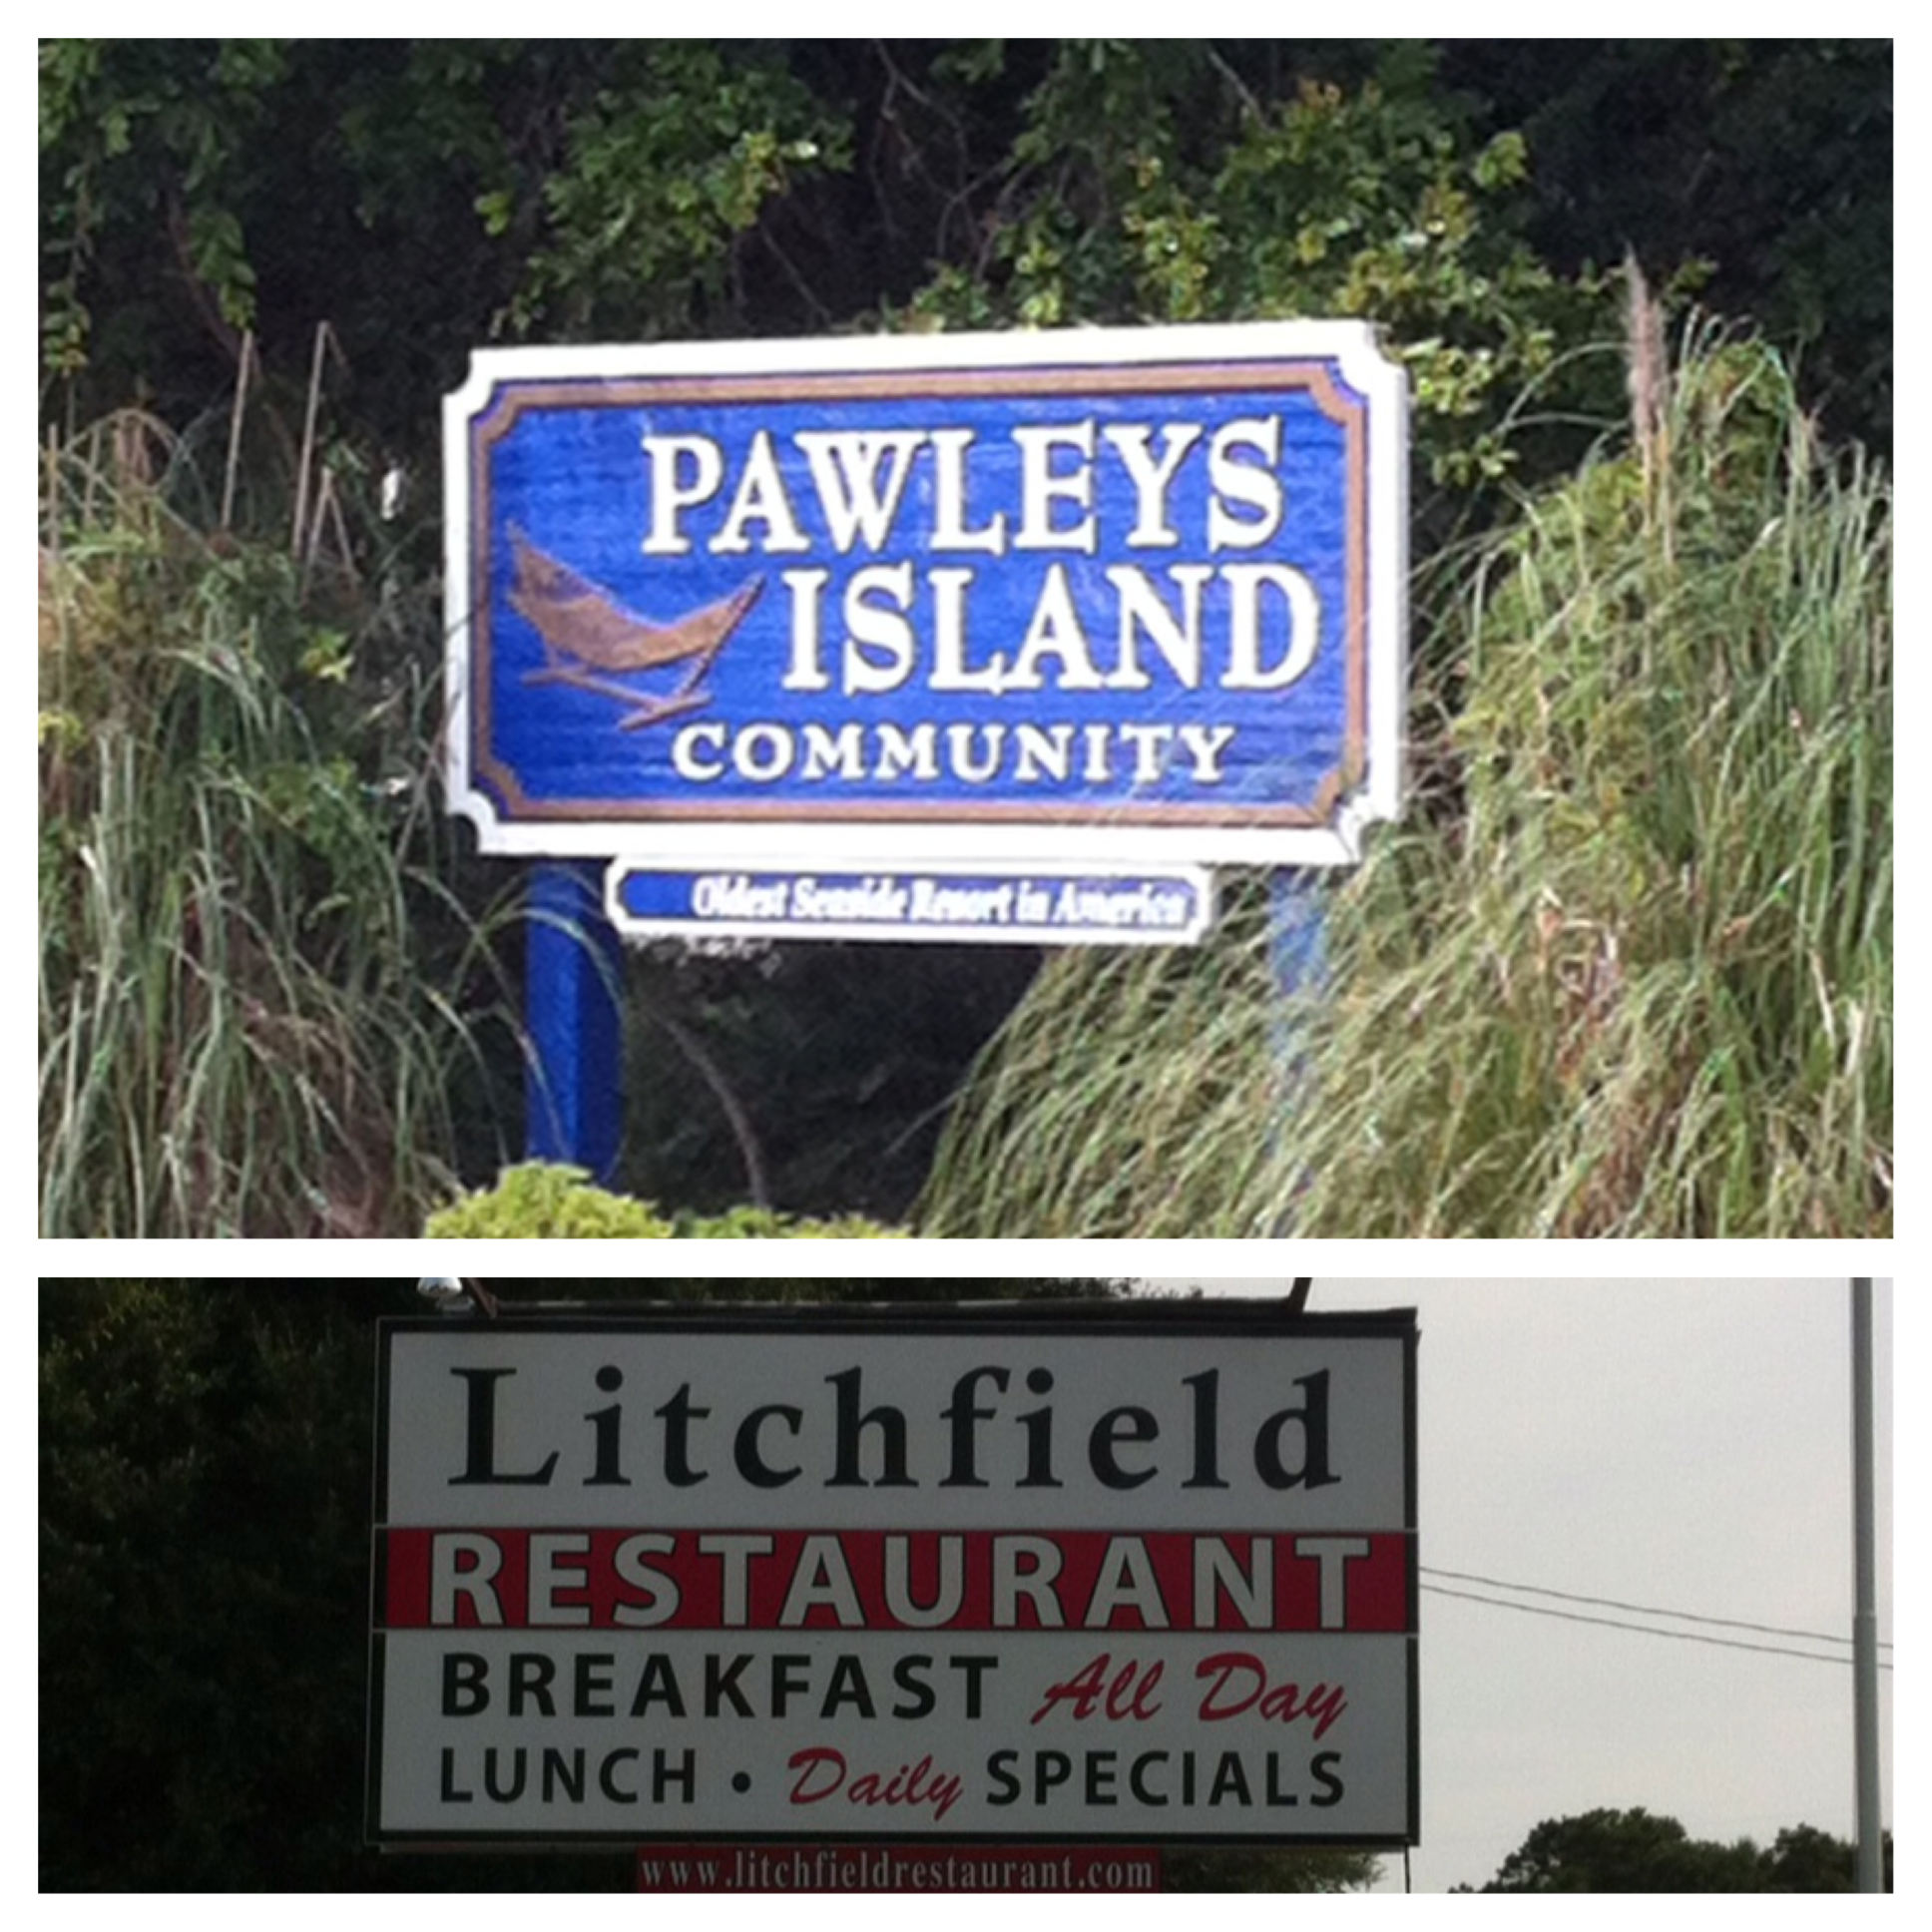 PAWLEYS
ISLAND
COMMUNITY
Oldest Seaside Resort in America
Litchfield
RESTAURANT
BREAKFAST All Day
LUNCH • Daily SPECIALS
www.litchfieldrestaurant.com